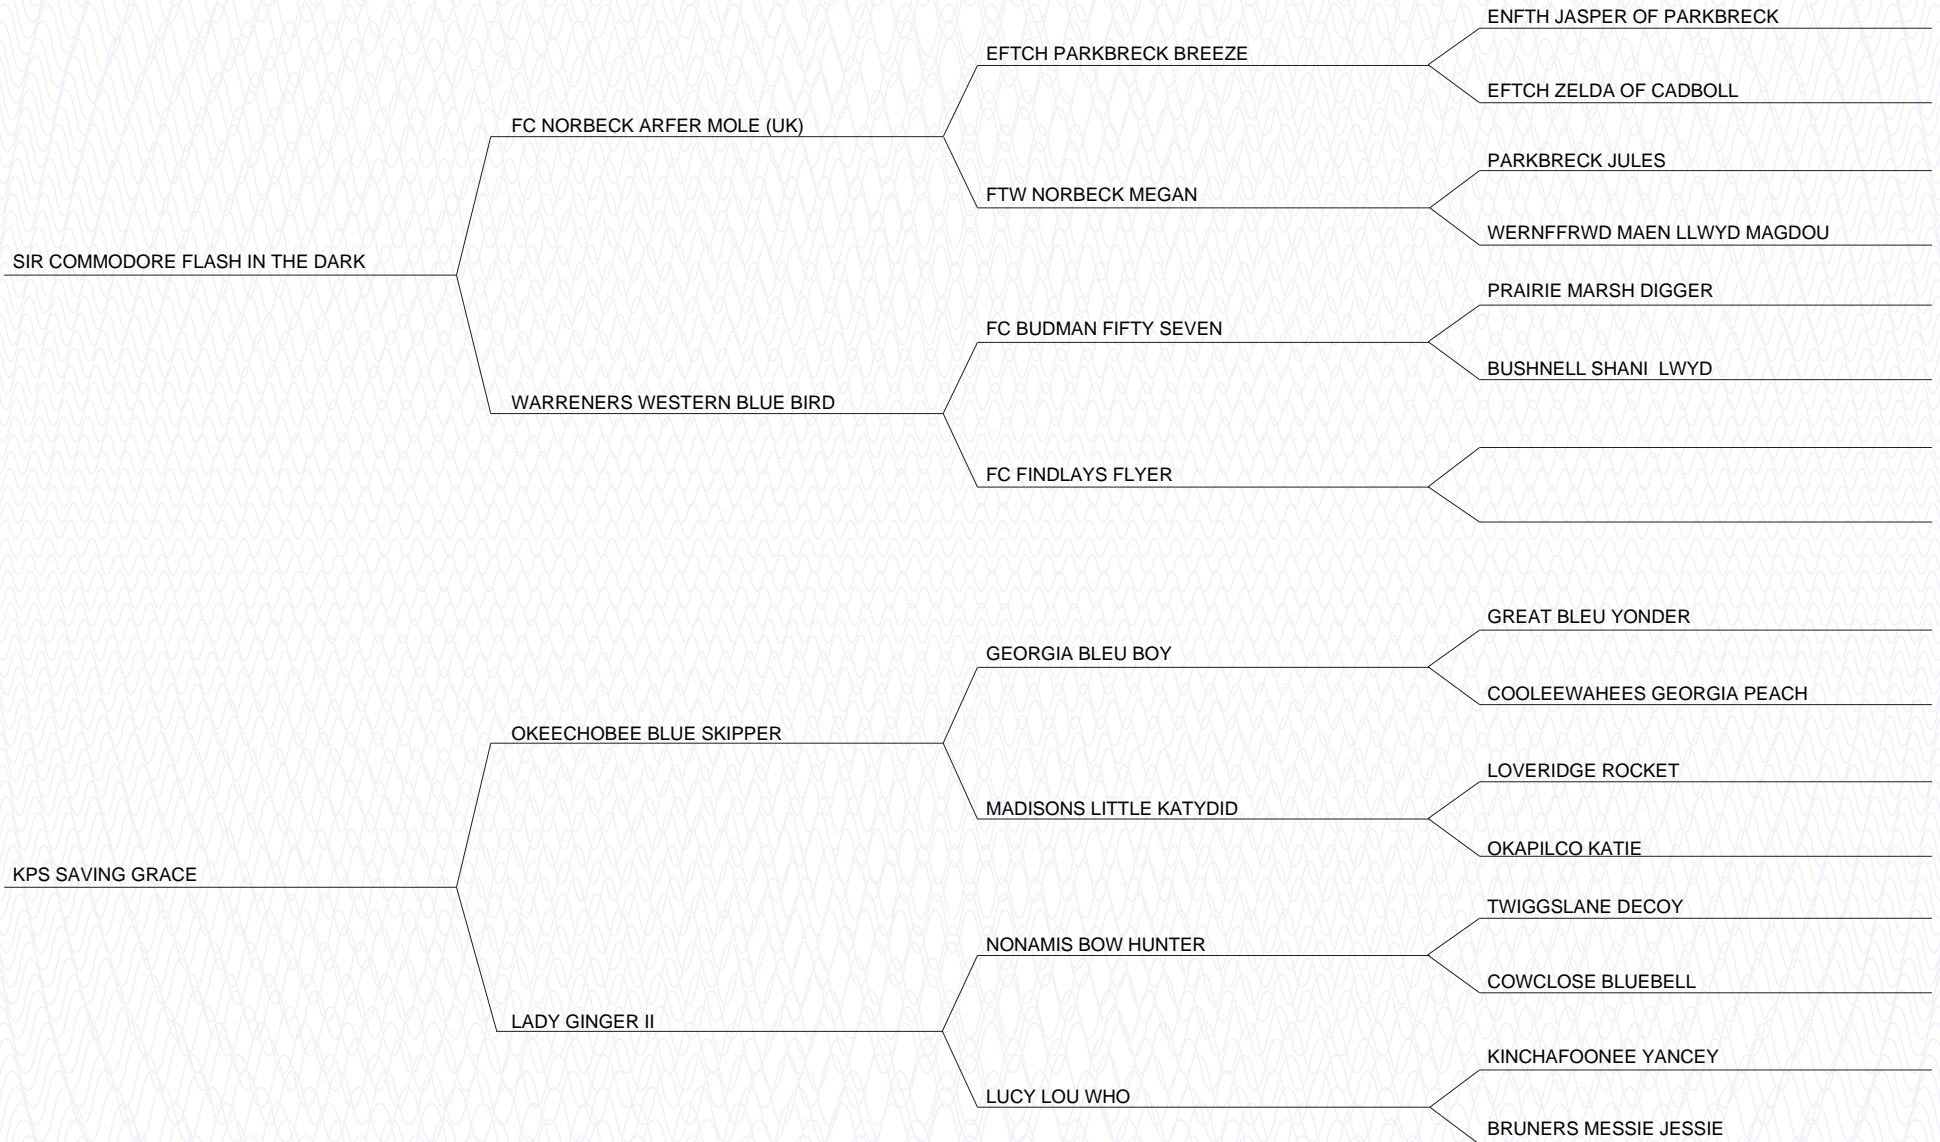 ENFTH JASPER OF PARKBRECK
EFTCH PARKBRECK BREEZE
EFTCH ZELDA OF CADBOLL
FC NORBECK ARFER MOLE (UK)
PARKBRECK JULES
FTW NORBECK MEGAN
WERNFFRWD MAEN LLWYD MAGDOU
SIR COMMODORE FLASH IN THE DARK
PRAIRIE MARSH DIGGER
FC BUDMAN FIFTY SEVEN
BUSHNELL SHANI  LWYD
WARRENERS WESTERN BLUE BIRD
FC FINDLAYS FLYER
GREAT BLEU YONDER
GEORGIA BLEU BOY
COOLEEWAHEES GEORGIA PEACH
OKEECHOBEE BLUE SKIPPER
LOVERIDGE ROCKET
MADISONS LITTLE KATYDID
OKAPILCO KATIE
KPS SAVING GRACE
TWIGGSLANE DECOY
NONAMIS BOW HUNTER
COWCLOSE BLUEBELL
LADY GINGER II
KINCHAFOONEE YANCEY
LUCY LOU WHO
BRUNERS MESSIE JESSIE